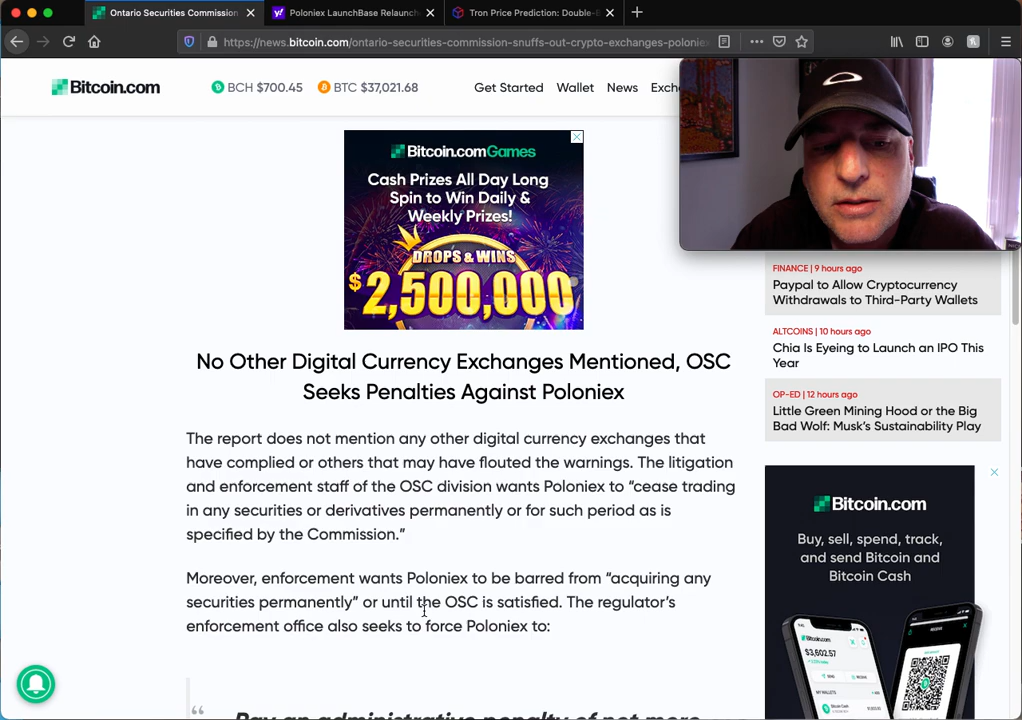 Ontario Securities Commission
Poloniex LaunchBase Relaunch
Tron Price Prediction: Double-
https://news.bitcoin.com/ontario-securities-commission-snuffs-out-crypto-exchanges-polonie
Bitcoin.com
BCH $700.45
BTC $37,021.68
Get Started
Wallet
News
Exch
Bitcoin.comGames
Cash Prizes All Day Long
Spin to Win Daily &
Weekly Prizes!
DROPS & WINS
$2,500,000
No Other Digital Currency Exchanges Mentioned, OSC
Seeks Penalties Against Poloniex
The report does not mention any other digital currency exchanges that
have complied or others that may have flouted the warnings. The litigation
and enforcement staff of the OSC division wants Poloniex to “cease trading
in any securities or derivatives permanently or for such period as is
specified by the Commission.”
Moreover, enforcement wants Poloniex to be barred from “acquiring any
securities permanently” or until the OSC is satisfied. The regulator’s
enforcement office also seeks to force Poloniex to:
“ Pay an administrative penalty of not more
FINANCE | 9 hours ago
Paypal to Allow Cryptocurrency
Withdrawals to Third-Party Wallets
ALTCOINS | 10 hours ago
Chia Is Eyeing to Launch an IPO This
Year
OP-ED | 12 hours ago
Little Green Mining Hood or the Big
Bad Wolf: Musk’s Sustainability Play
Bitcoin.com
Buy, sell, spend, track,
and send Bitcoin and
Bitcoin Cash
$3,602.57